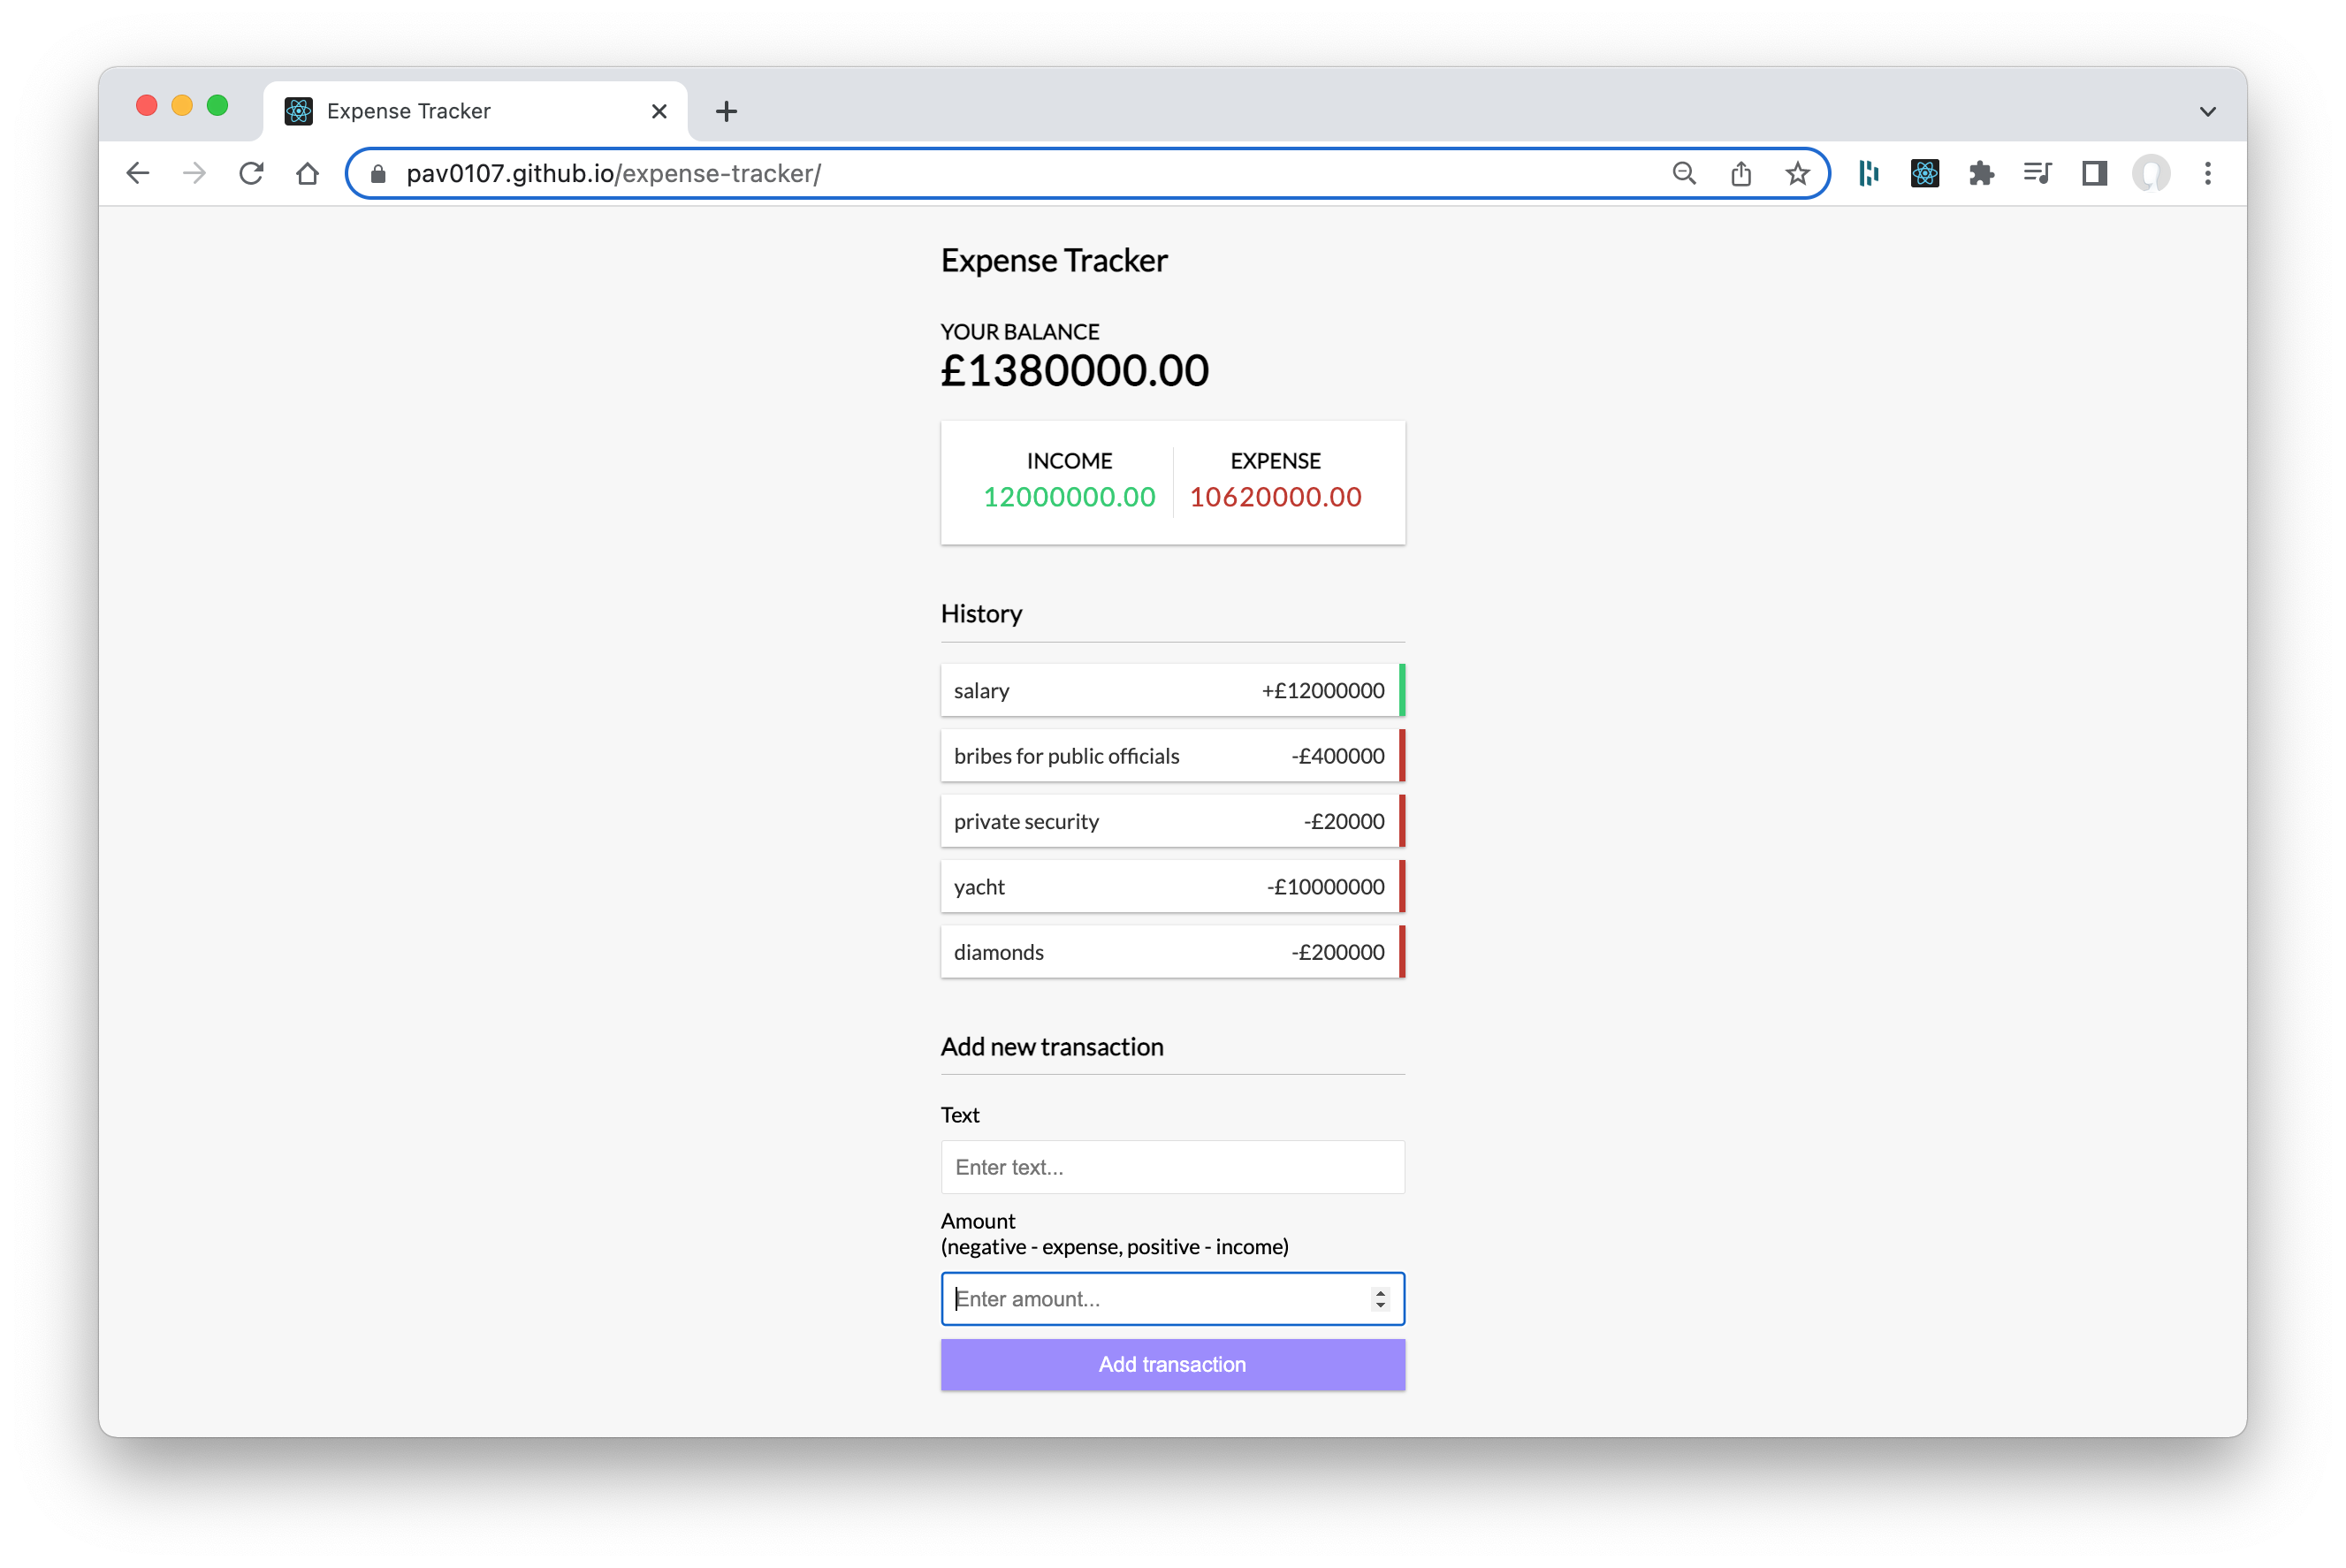 Expense Tracker
pav0107.github.io/expense-tracker/
Expense Tracker
YOUR BALANCE
£1380000.00
INCOME EXPENSE
12000000.00 10620000.00
History
salary +£12000000
bribes for public officials -£400000
private security -£20000
yacht -£10000000
diamonds -£200000
Add new transaction
Text
Enter text...
Amount
(negative - expense, positive - income)
Enter amount...
Add transaction